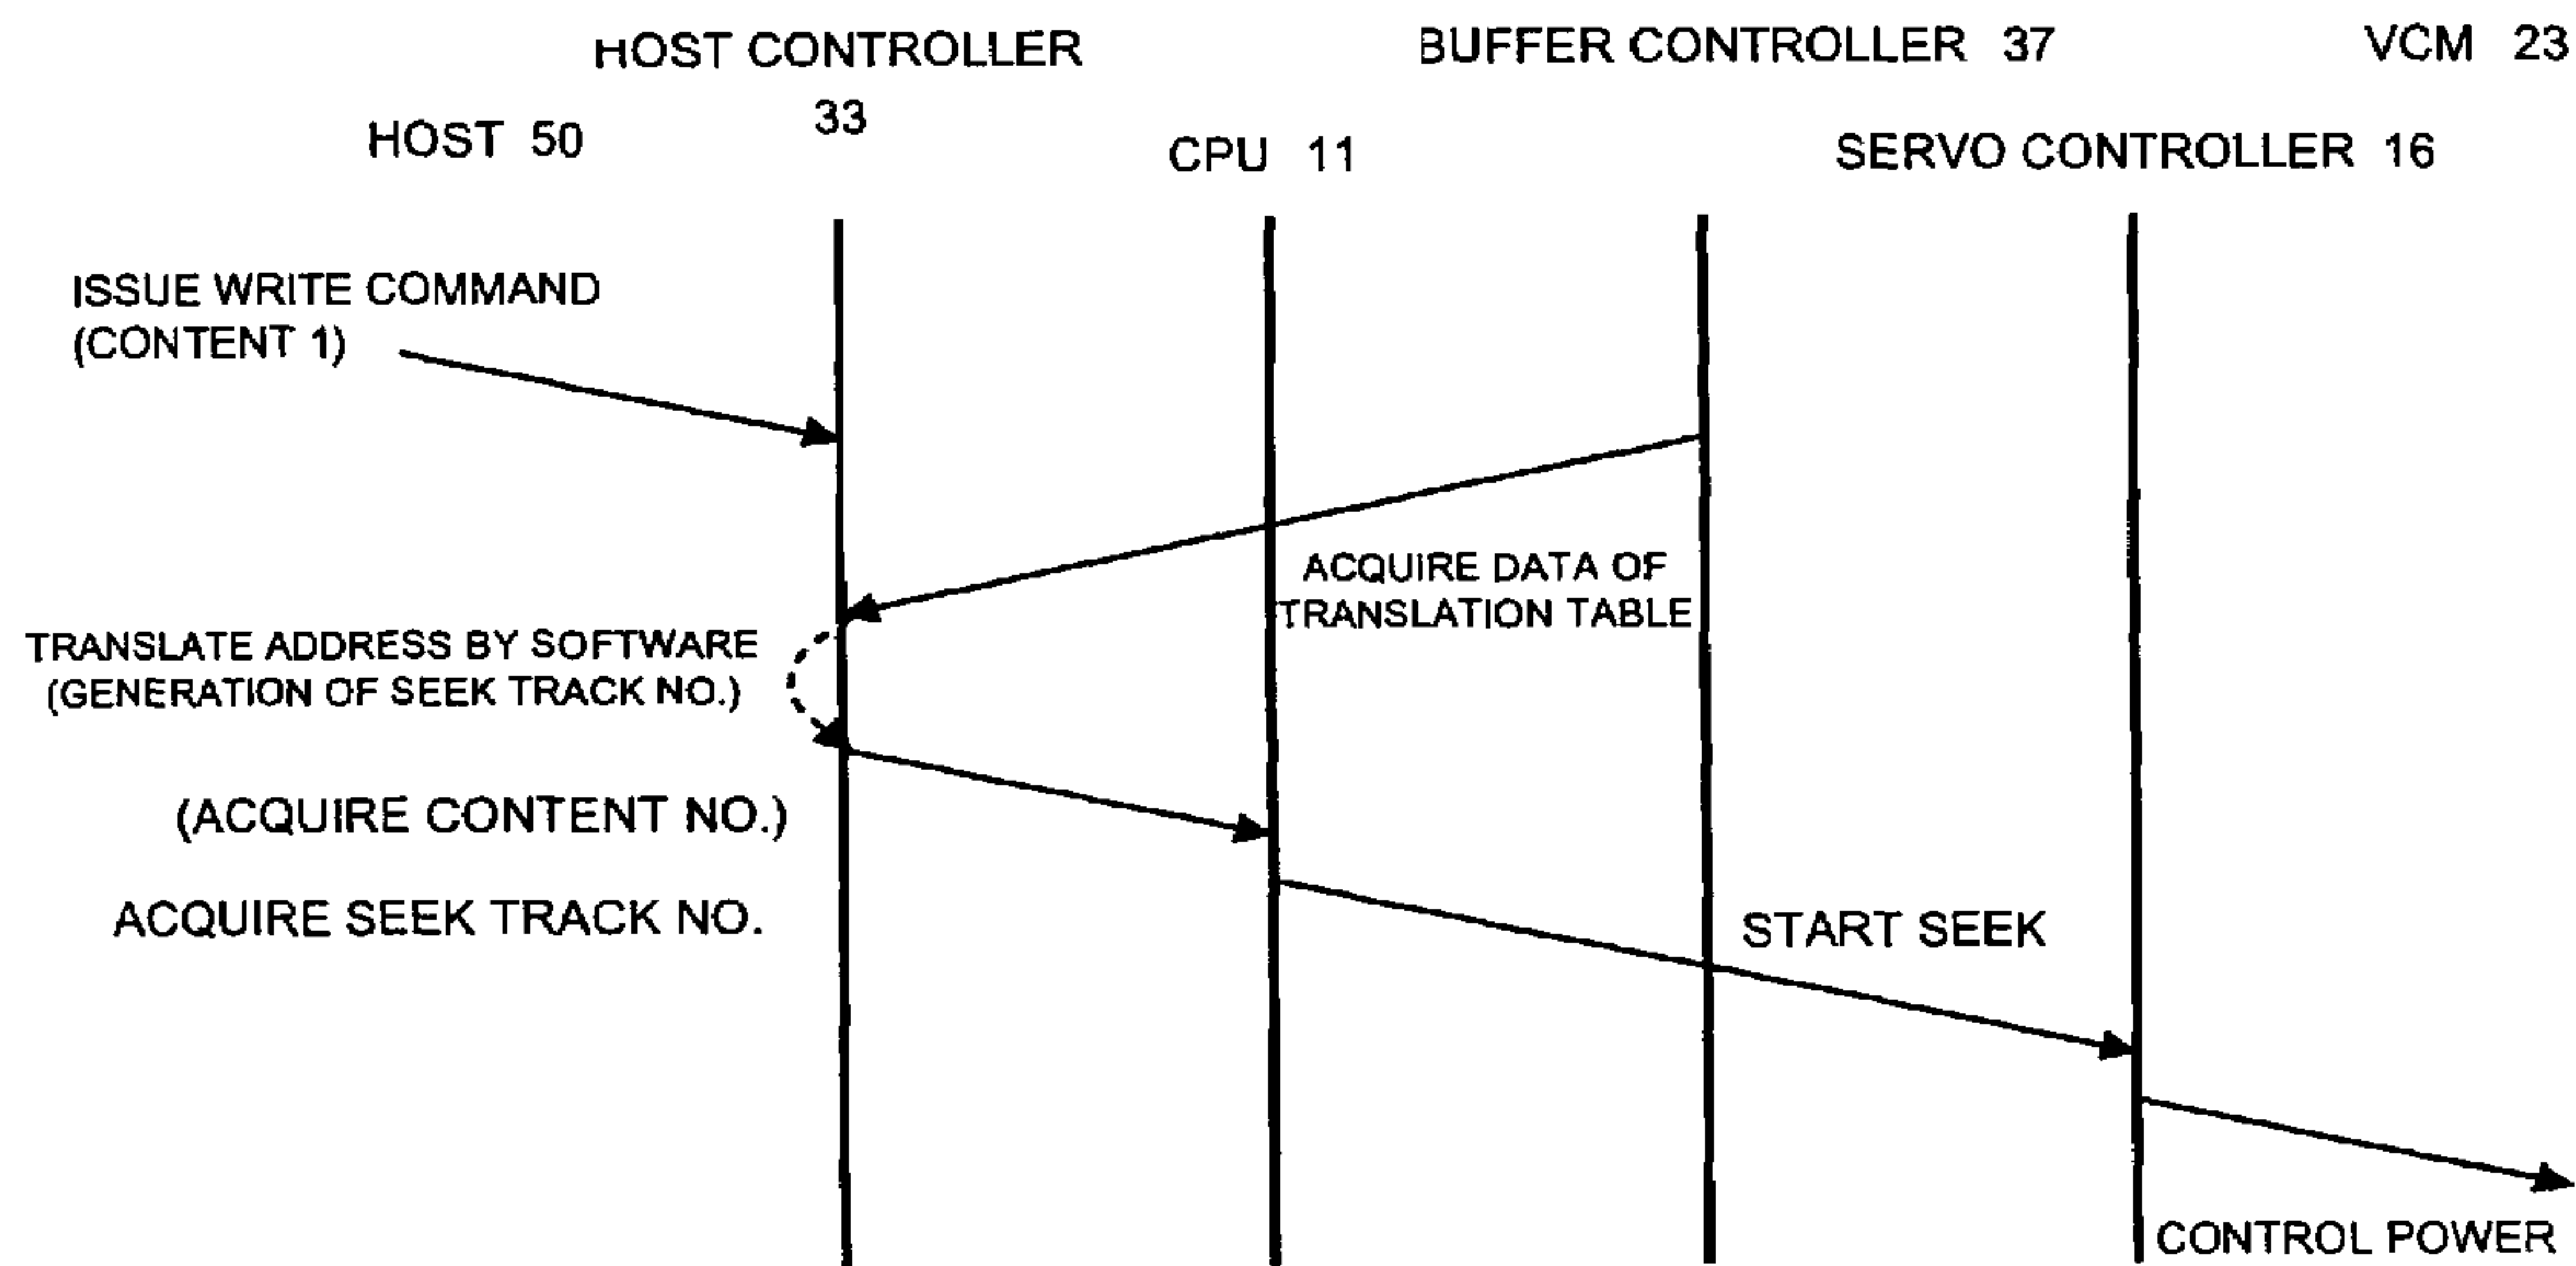 HOST CONTROLLER
33
BUFFER CONTROLLER 37
VCM 23
HOST 50
CPU 11
SERVO CONTROLLER 16
ISSUE WRITE COMMAND
(CONTENT 1)
ACQUIRE DATA OF
TRANSLATION TABLE
TRANSLATE ADDRESS BY SOFTWARE
(GENERATION OF SEEK TRACK NO.)
(ACQUIRE CONTENT NO.)
ACQUIRE SEEK TRACK NO.
START SEEK
CONTROL POWER